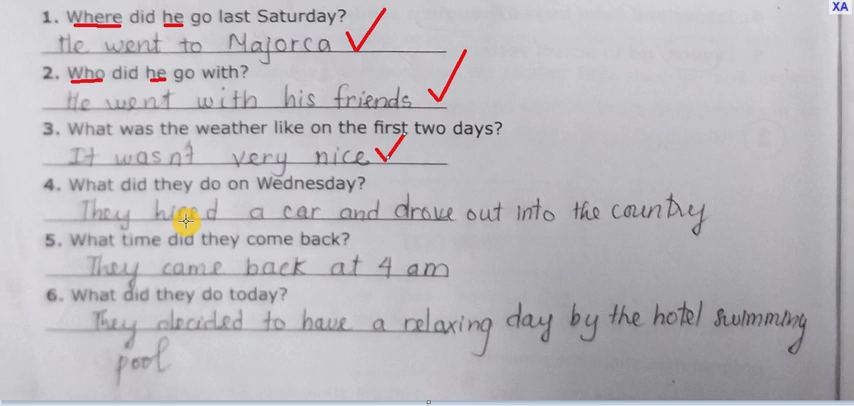 XA
1. Where did he go last Saturday?
He went to Majorca
2. Who did he go with?
He went with his friends
3. What was the weather like on the first two days?
It wasn't very nice
4. What did they do on Wednesday?
They hired a car and drove out into the country
5. What time did they come back?
They came back at 4 am
6. What did they do today?
They decided to have a relaxing day by the hotel swimming
pool